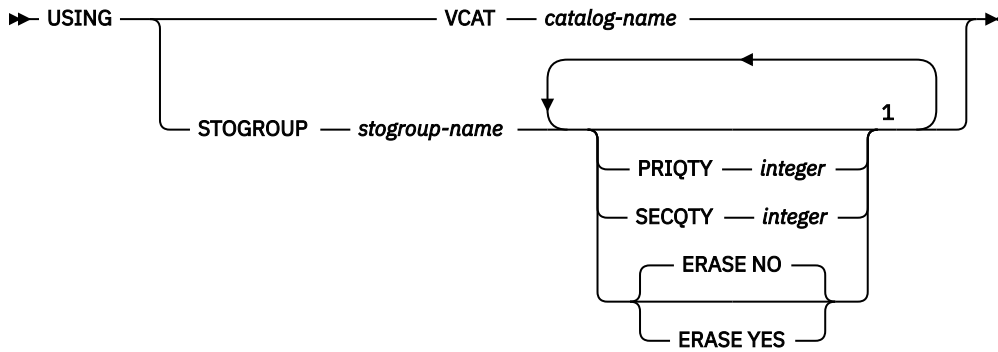 USING VCAT catalog-name
1
STOGROUP stogroup-name
PRIQTY integer
SECQTY integer
ERASE NO
ERASE YES